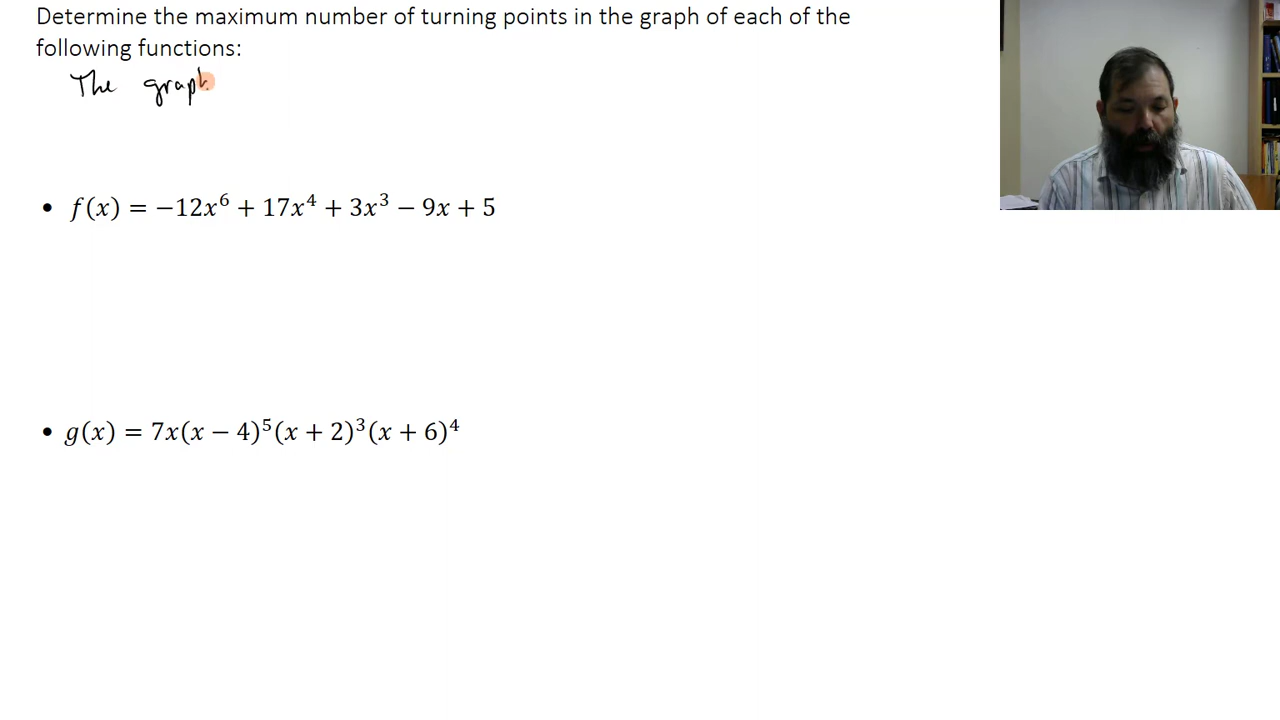 Determine the maximum number of turning points in the graph of each of the
following functions:
The graph
• f(x) = −12x⁶ + 17x⁴ + 3x³ − 9x + 5
• g(x) = 7x(x − 4)⁵(x + 2)³(x + 6)⁴